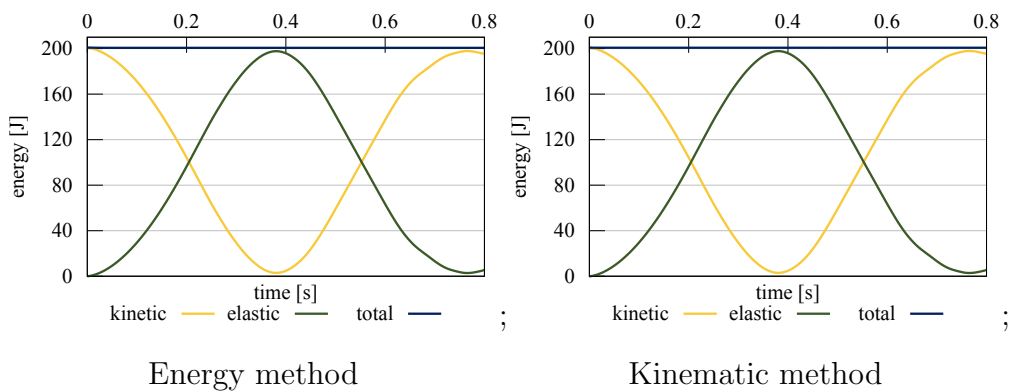 0 0.2 0.4 0.6 0.8
200
160
120
80
40
0
energy [J]
time [s]
kinetic elastic total ;
Energy method
0 0.2 0.4 0.6 0.8
200
160
120
80
40
0
energy [J]
time [s]
kinetic elastic total ;
Kinematic method